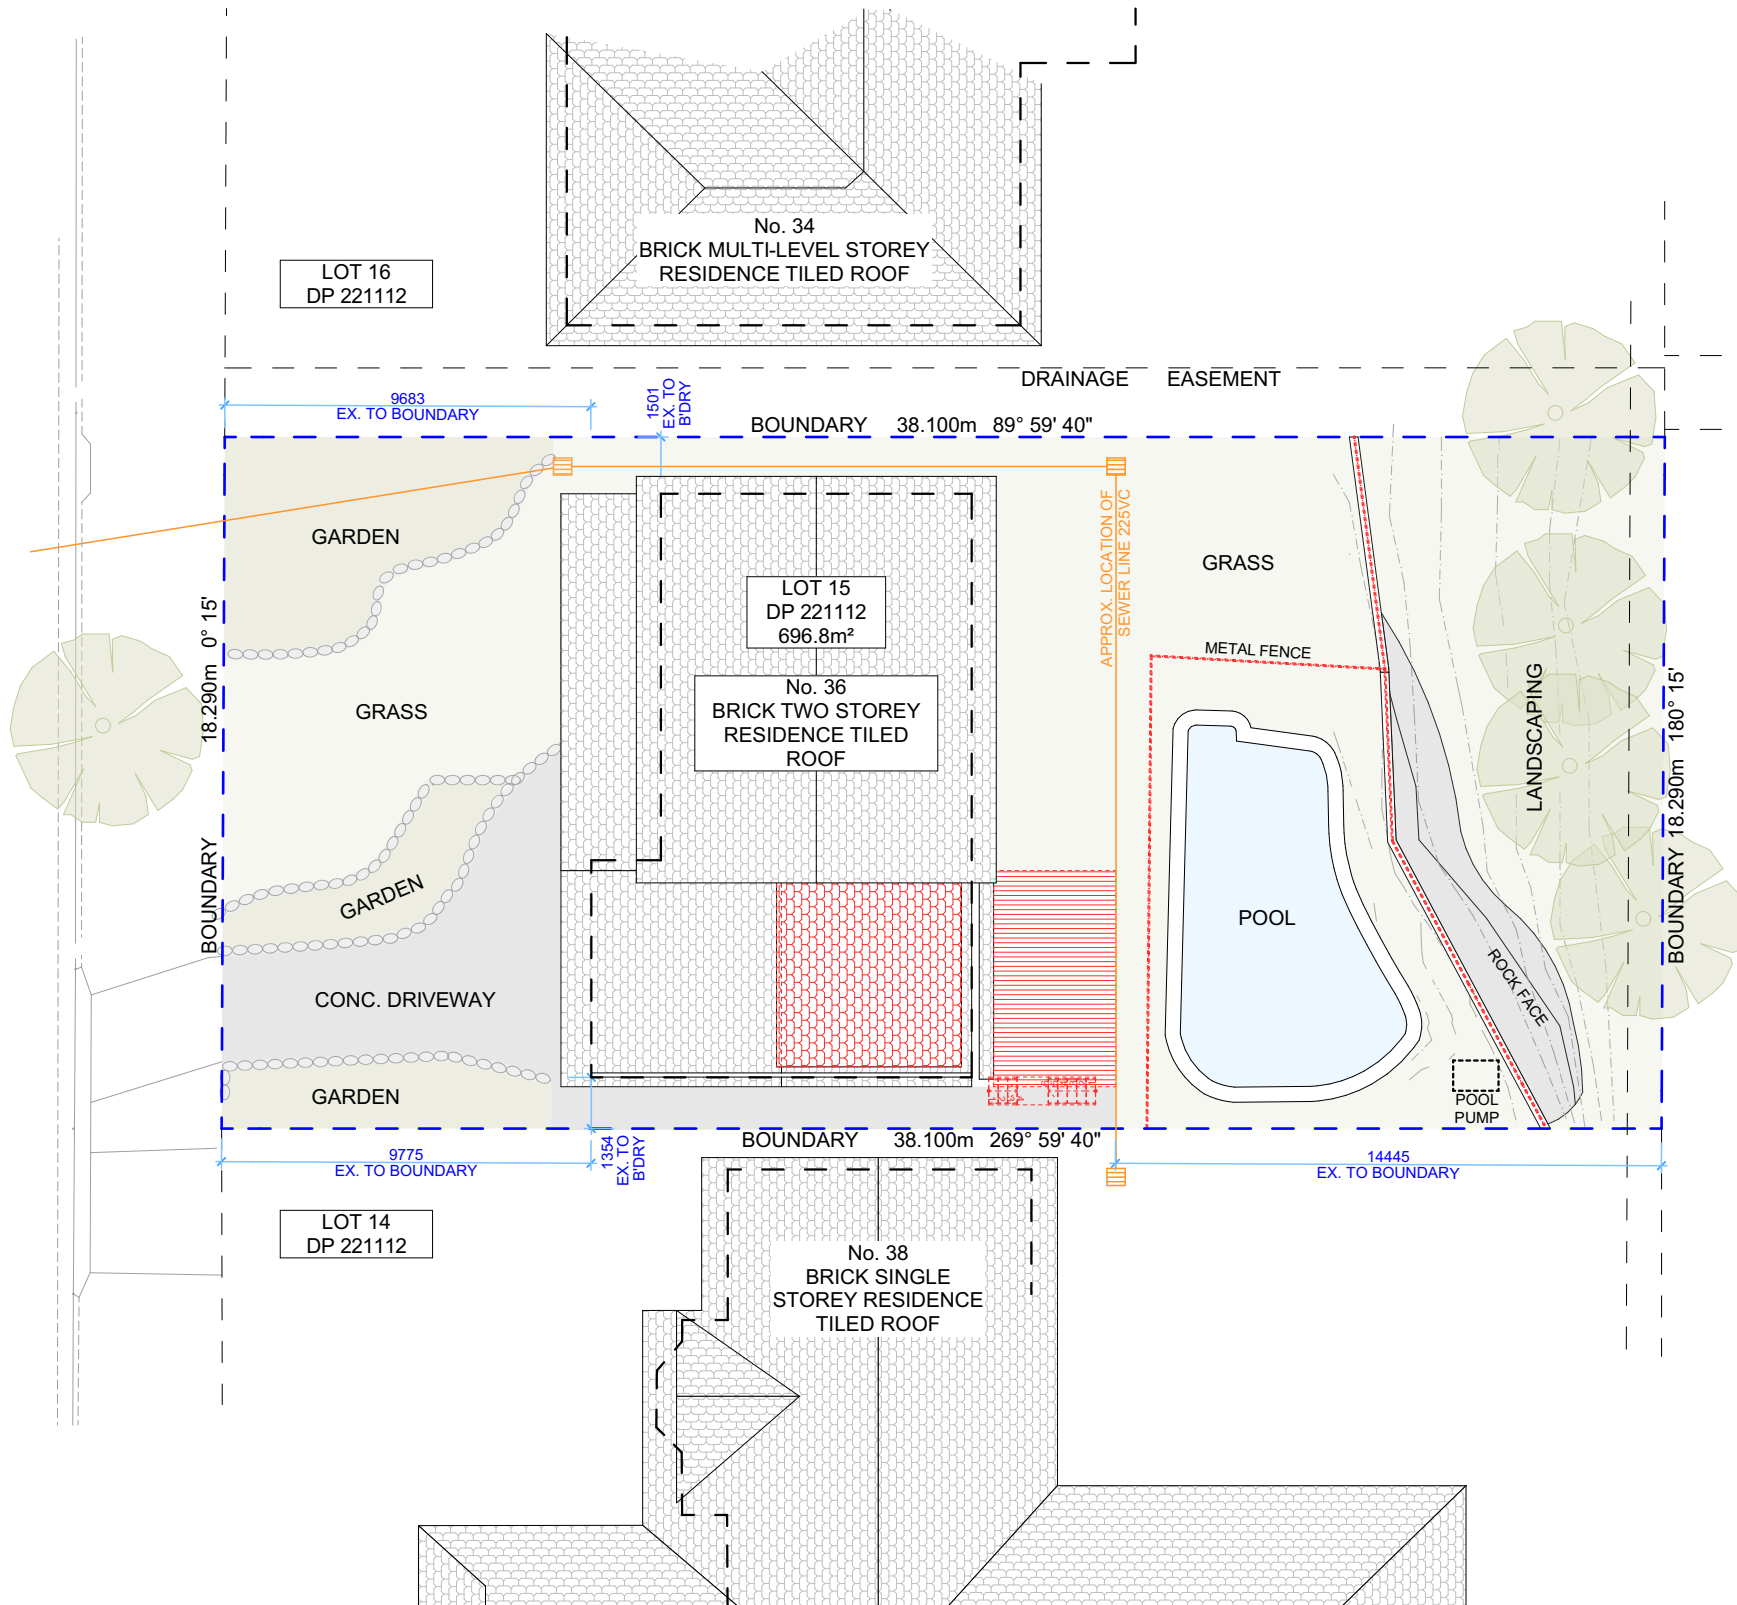 No. 34
BRICK MULTI-LEVEL STOREY
RESIDENCE TILED ROOF
LOT 16
DP 221112
DRAINAGE EASEMENT
9683
EX. TO BOUNDARY
1501
EX. TO
B'DRY
BOUNDARY 38.100m 89° 59' 40"
GARDEN
APPROX. LOCATION OF
SEWER LINE 225VC
GRASS
LOT 15
DP 221112
696.8m²
METAL FENCE
18.290m 0° 15'
BOUNDARY
GRASS
No. 36
BRICK TWO STOREY
RESIDENCE TILED
ROOF
LANDSCAPING
BOUNDARY 18.290m 180° 15'
GARDEN
POOL
CONC. DRIVEWAY
ROCK FACE
GARDEN
POOL
PUMP
BOUNDARY 38.100m 269° 59' 40"
9775
EX. TO BOUNDARY
1354
EX. TO
B'DRY
14445
EX. TO BOUNDARY
LOT 14
DP 221112
No. 38
BRICK SINGLE
STOREY RESIDENCE
TILED ROOF